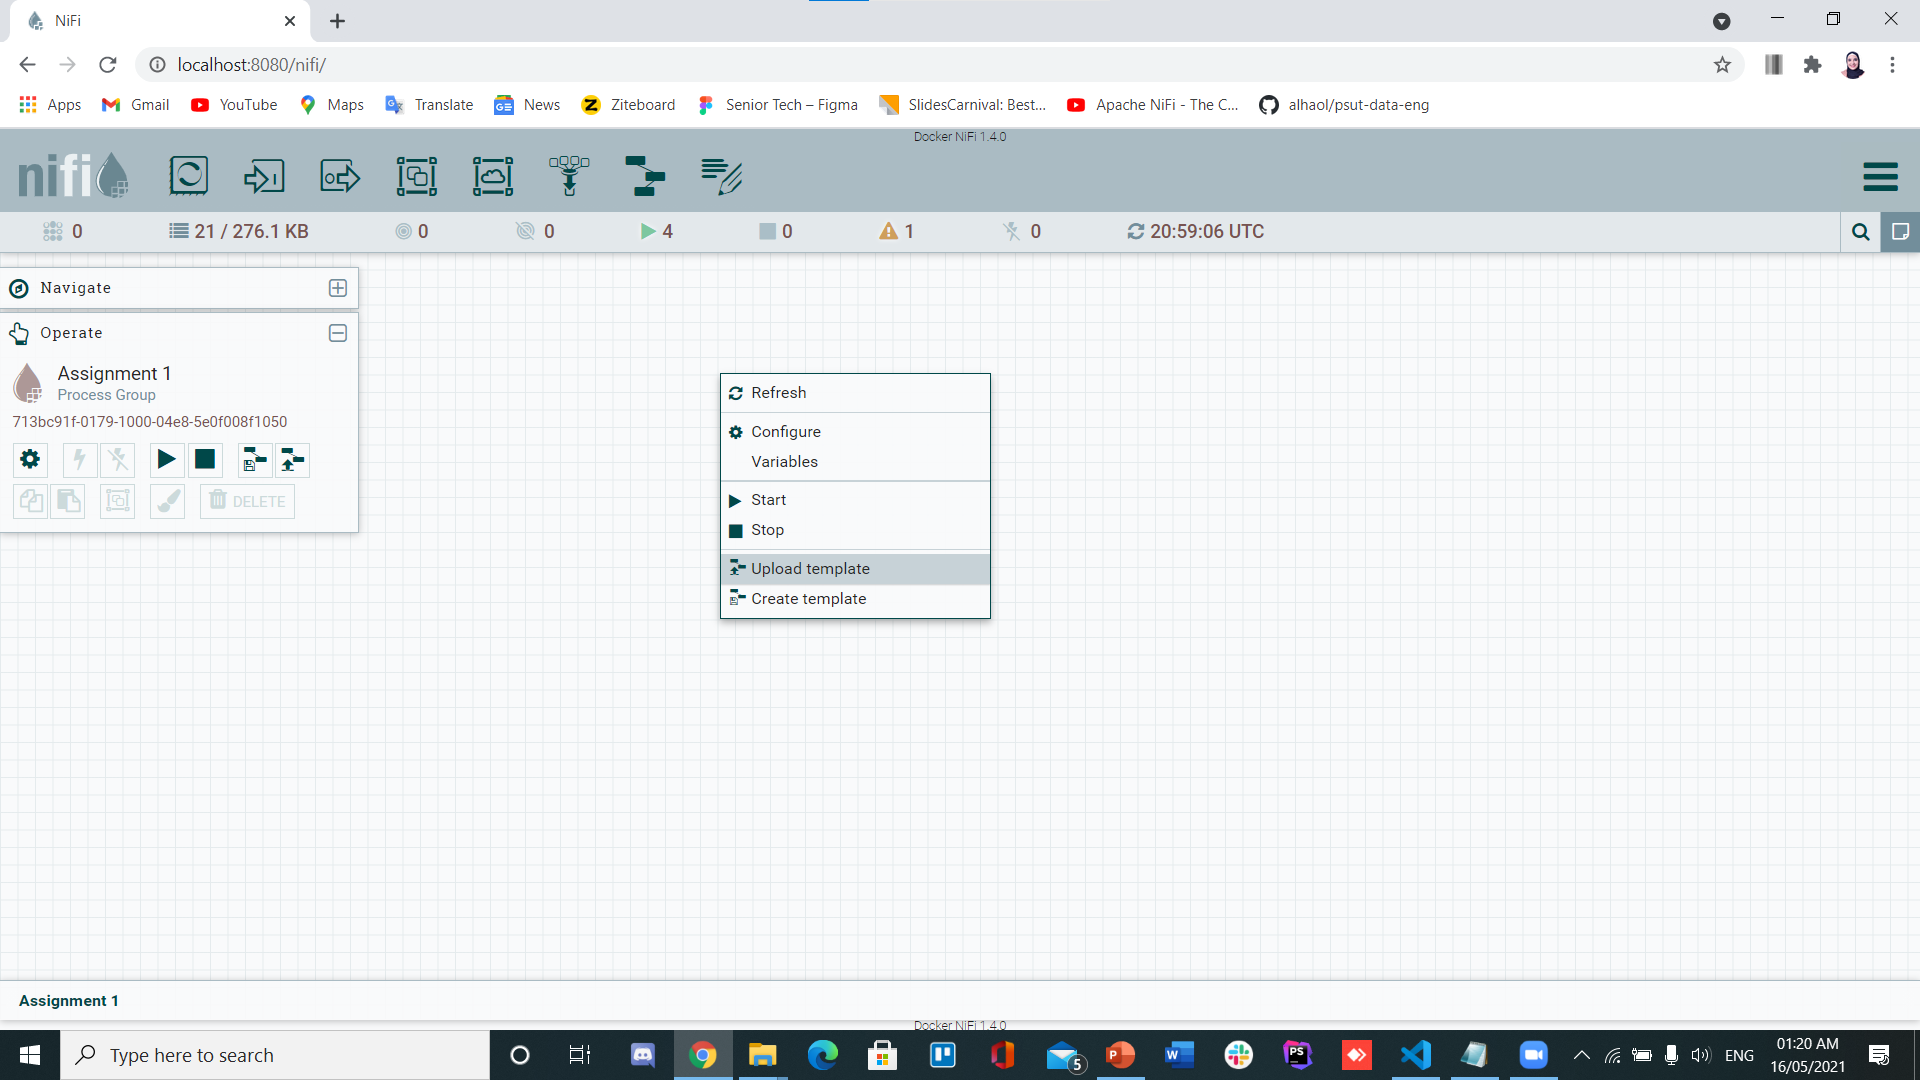 NiFi
localhost:8080/nifi/
Apps Gmail YouTube Maps Translate News Ziteboard Senior Tech – Figma SlidesCarnival: Best... Apache NiFi - The C... alhaol/psut-data-eng
Docker NiFi 1.4.0
nifi
0 21 / 276.1 KB 0 0 4 0 1 0 20:59:06 UTC
Navigate
Operate
Assignment 1
Process Group
713bc91f-0179-1000-04e8-5e0f008f1050
DELETE
Refresh
Configure
Variables
Start
Stop
Upload template
Create template
Assignment 1
Docker NiFi 1.4.0
Type here to search
5
ENG
01:20 AM
16/05/2021